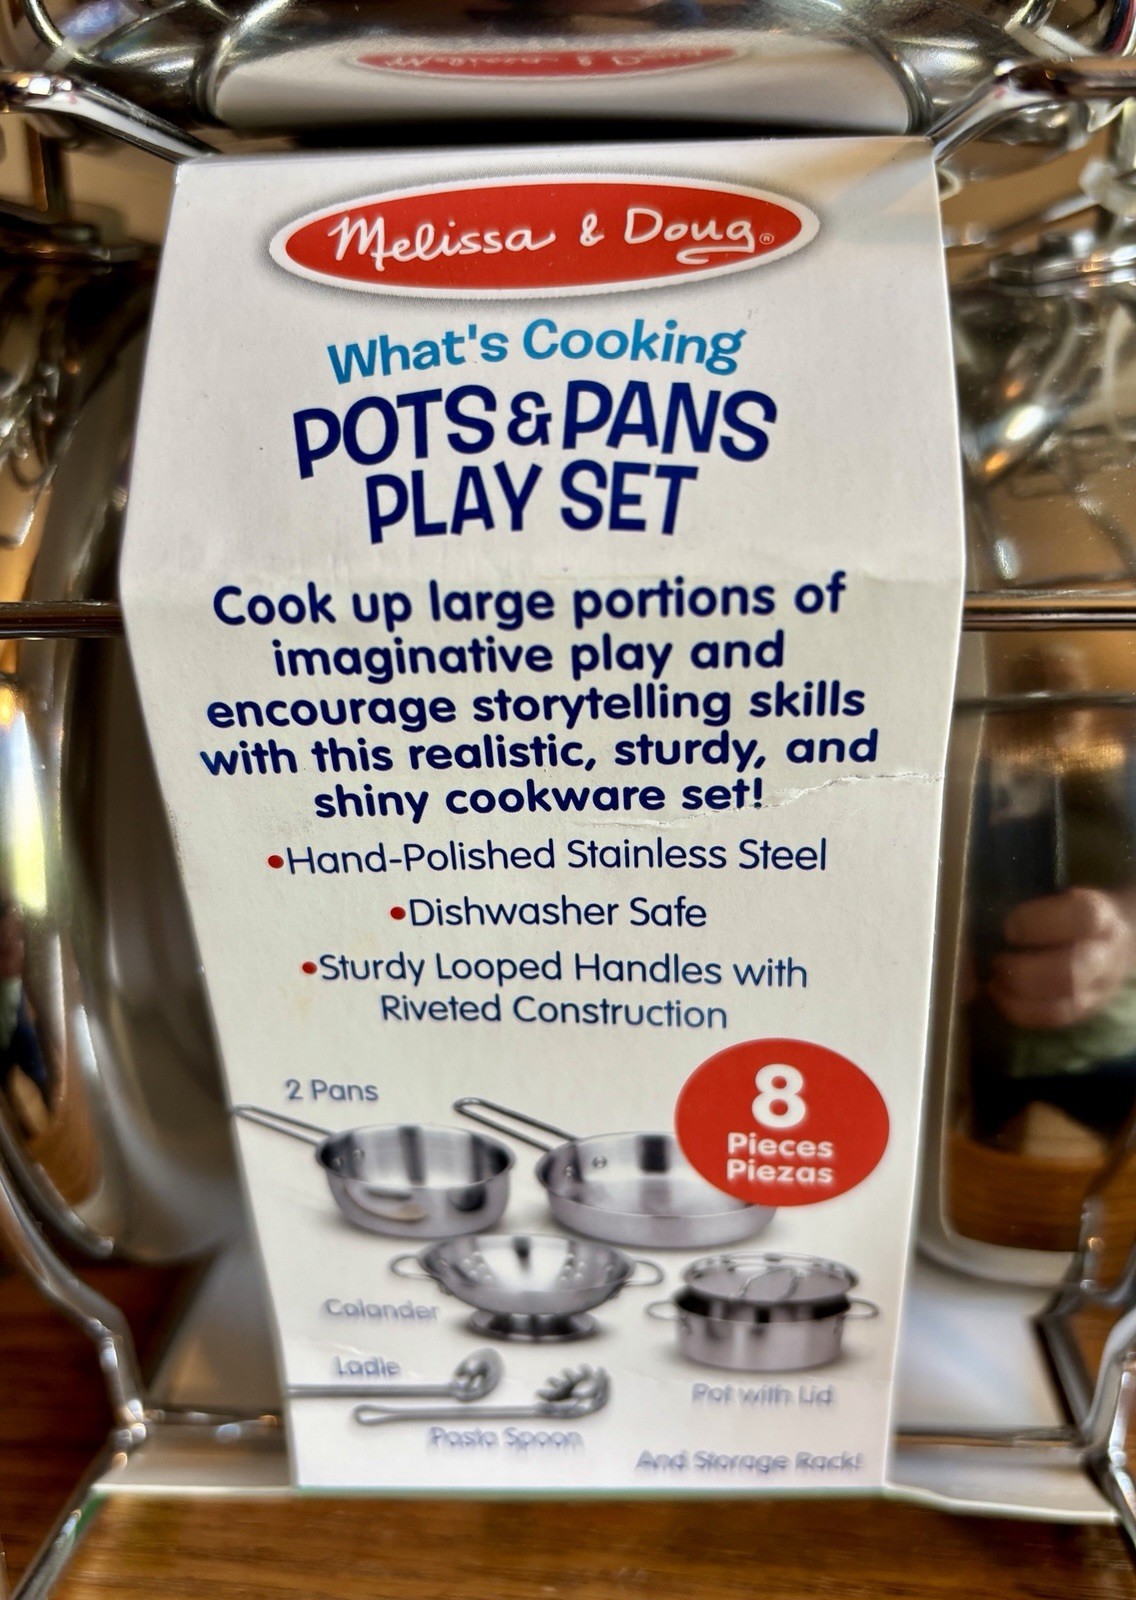 Melissa & Doug®
What's Cooking
POTS & PANS
PLAY SET
Cook up large portions of
imaginative play and
encourage storytelling skills
with this realistic, sturdy, and
shiny cookware set!
•Hand-Polished Stainless Steel
•Dishwasher Safe
•Sturdy Looped Handles with
Riveted Construction
2 Pans
8
Pieces
Piezas
Colander
Ladle
Pot with Lid
Pasta Spoon
And Storage Rack!